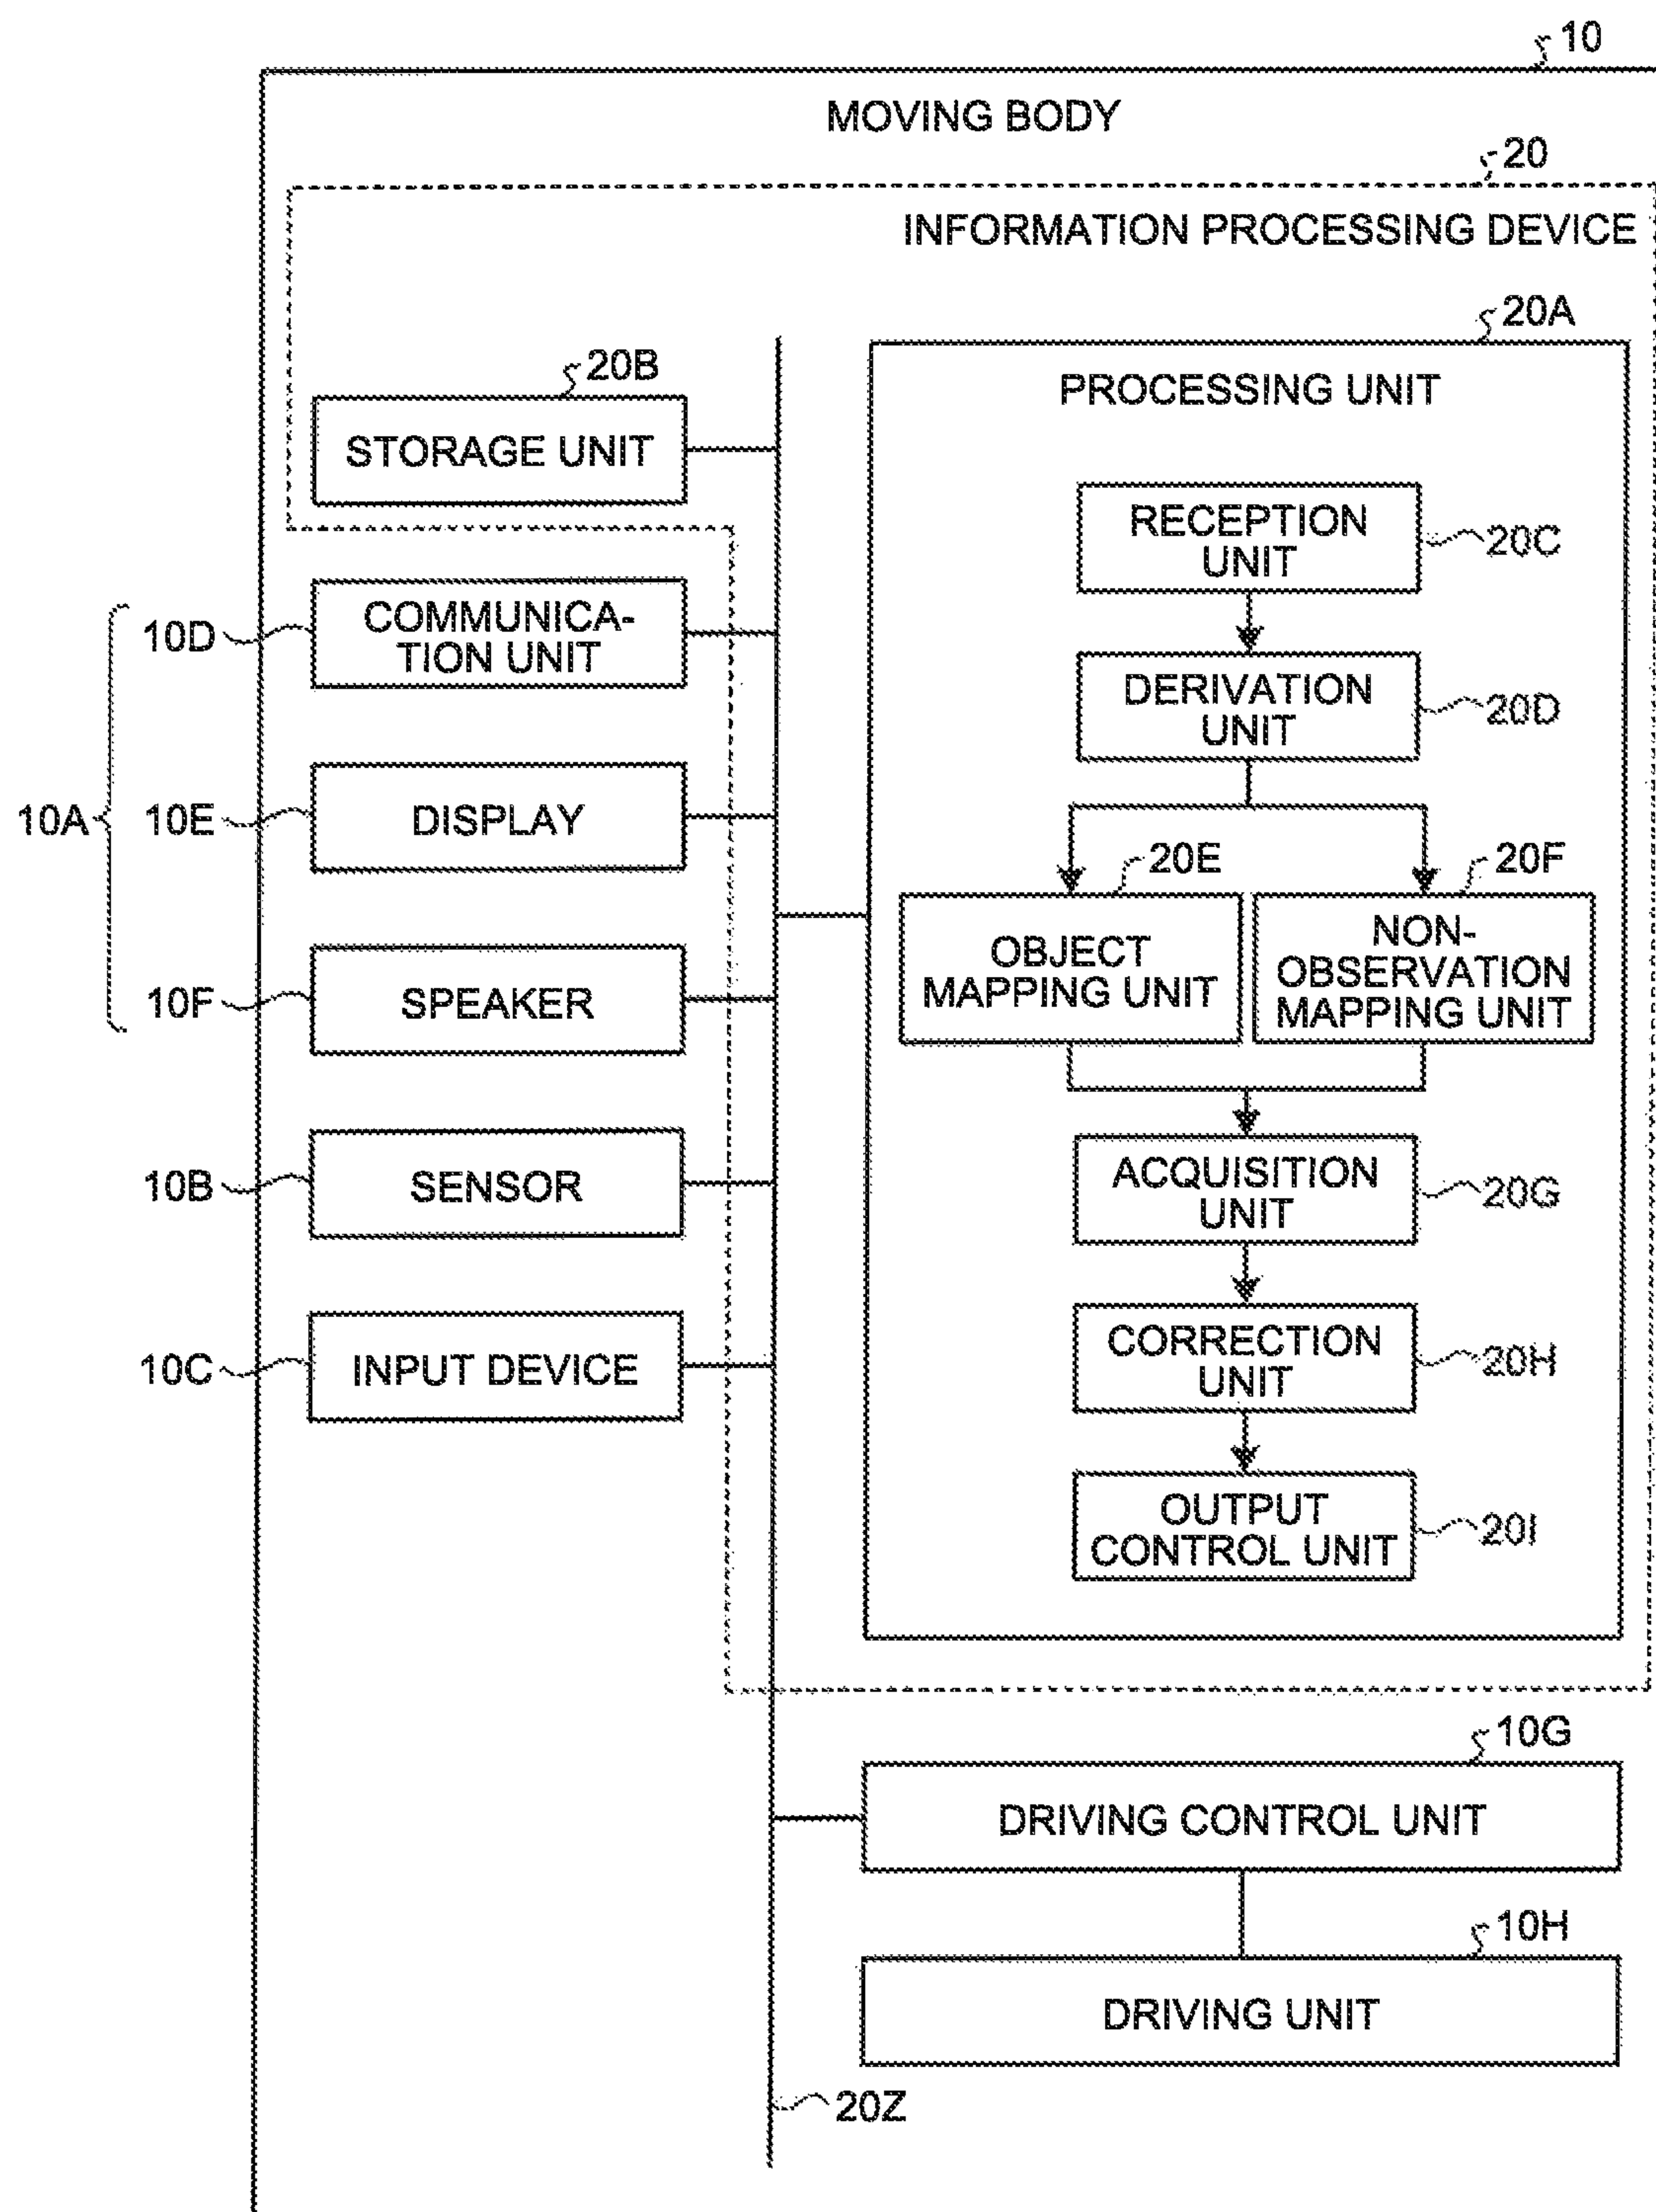 10
MOVING BODY
20
INFORMATION PROCESSING DEVICE
20A
PROCESSING UNIT
20B
STORAGE UNIT
RECEPTION
UNIT
20C
10A
10D
COMMUNICA-
TION UNIT
DERIVATION
UNIT
20D
10E
DISPLAY
20E
OBJECT
MAPPING UNIT
20F
NON-
OBSERVATION
MAPPING UNIT
10F
SPEAKER
10B
SENSOR
ACQUISITION
UNIT
20G
10C
INPUT DEVICE
CORRECTION
UNIT
20H
OUTPUT
CONTROL UNIT
20I
10G
DRIVING CONTROL UNIT
10H
DRIVING UNIT
20Z